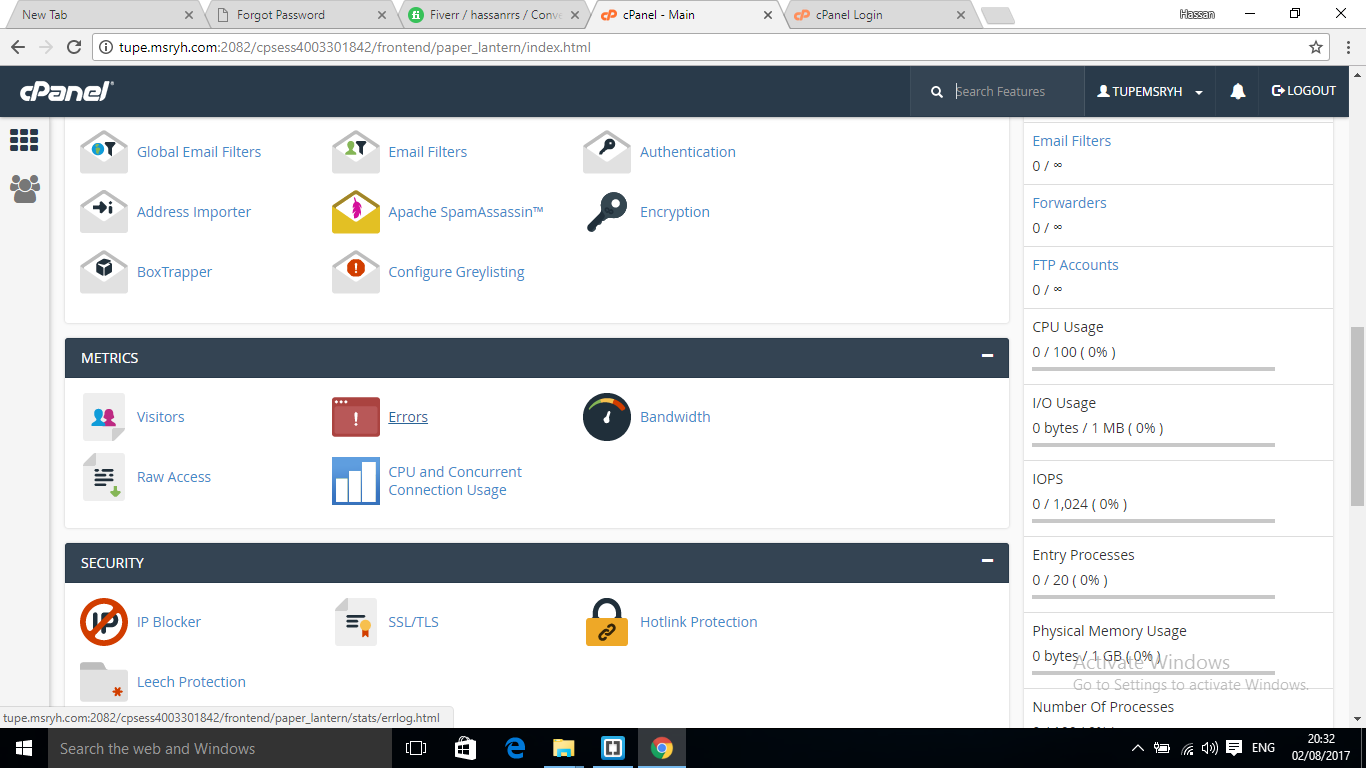 New Tab
Forgot Password
Fiverr / hassanrrs / Conve
cPanel - Main
cPanel Login
Hassan
tupe.msryh.com:2082/cpsess4003301842/frontend/paper_lantern/index.html
cPanel
Search Features
TUPEMSRYH
LOGOUT
Global Email Filters
Email Filters
Authentication
Address Importer
Apache SpamAssassin™
Encryption
BoxTrapper
Configure Greylisting
METRICS
Visitors
Errors
Bandwidth
Raw Access
CPU and Concurrent
Connection Usage
SECURITY
IP Blocker
SSL/TLS
Hotlink Protection
Leech Protection
Email Filters
0 / ∞
Forwarders
0 / ∞
FTP Accounts
0 / ∞
CPU Usage
0 / 100 ( 0% )
I/O Usage
0 bytes / 1 MB ( 0% )
IOPS
0 / 1,024 ( 0% )
Entry Processes
0 / 20 ( 0% )
Physical Memory Usage
0 bytes / 1 GB ( 0% )
Number Of Processes
Activate Windows
Go to Settings to activate Windows.
tupe.msryh.com:2082/cpsess4003301842/frontend/paper_lantern/stats/errlog.html
Search the web and Windows
ENG
20:32
02/08/2017